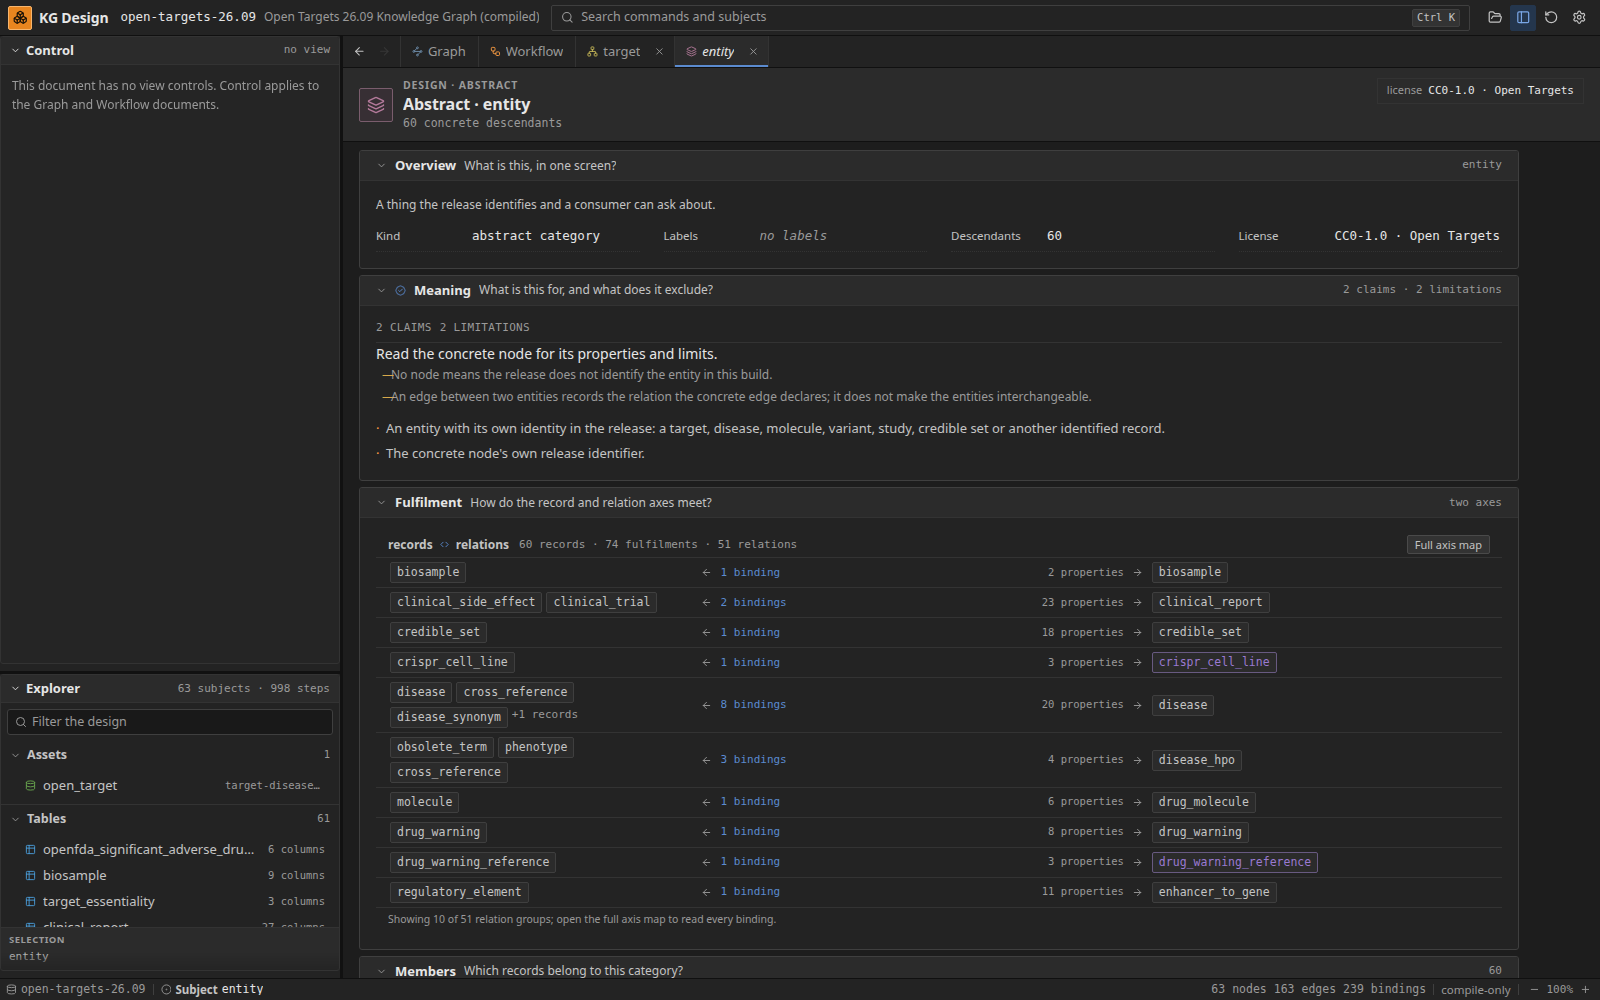 KG Design open-targets-26.09 Open Targets 26.09 Knowledge Graph (compiled) Search commands and subjects Ctrl K
Control no view
This document has no view controls. Control applies to
the Graph and Workflow documents.
Graph Workflow target entity
DESIGN · ABSTRACT
Abstract · entity
60 concrete descendants
license CC0-1.0 · Open Targets
Overview What is this, in one screen? entity
A thing the release identifies and a consumer can ask about.
Kind abstract category Labels no labels Descendants 60 License CC0-1.0 · Open Targets
Meaning What is this for, and what does it exclude? 2 claims · 2 limitations
2 CLAIMS 2 LIMITATIONS
Read the concrete node for its properties and limits.
—No node means the release does not identify the entity in this build.
—An edge between two entities records the relation the concrete edge declares; it does not make the entities interchangeable.
· An entity with its own identity in the release: a target, disease, molecule, variant, study, credible set or another identified record.
· The concrete node's own release identifier.
Fulfilment How do the record and relation axes meet? two axes
records <> relations 60 records · 74 fulfilments · 51 relations Full axis map
biosample ← 1 binding 2 properties → biosample
clinical_side_effect clinical_trial ← 2 bindings 23 properties → clinical_report
credible_set ← 1 binding 18 properties → credible_set
crispr_cell_line ← 1 binding 3 properties → crispr_cell_line
disease cross_reference
disease_synonym +1 records ← 8 bindings 20 properties → disease
obsolete_term phenotype
cross_reference ← 3 bindings 4 properties → disease_hpo
molecule ← 1 binding 6 properties → drug_molecule
drug_warning ← 1 binding 8 properties → drug_warning
drug_warning_reference ← 1 binding 3 properties → drug_warning_reference
regulatory_element ← 1 binding 11 properties → enhancer_to_gene
Showing 10 of 51 relation groups; open the full axis map to read every binding.
Members Which records belong to this category? 60
Explorer 63 subjects · 998 steps
Filter the design
Assets 1
open_target target-disease…
Tables 61
openfda_significant_adverse_dru... 6 columns
biosample 9 columns
target_essentiality 3 columns
clinical_report 27 columns
SELECTION
entity
open-targets-26.09 Subject entity 63 nodes 163 edges 239 bindings compile-only − 100% +